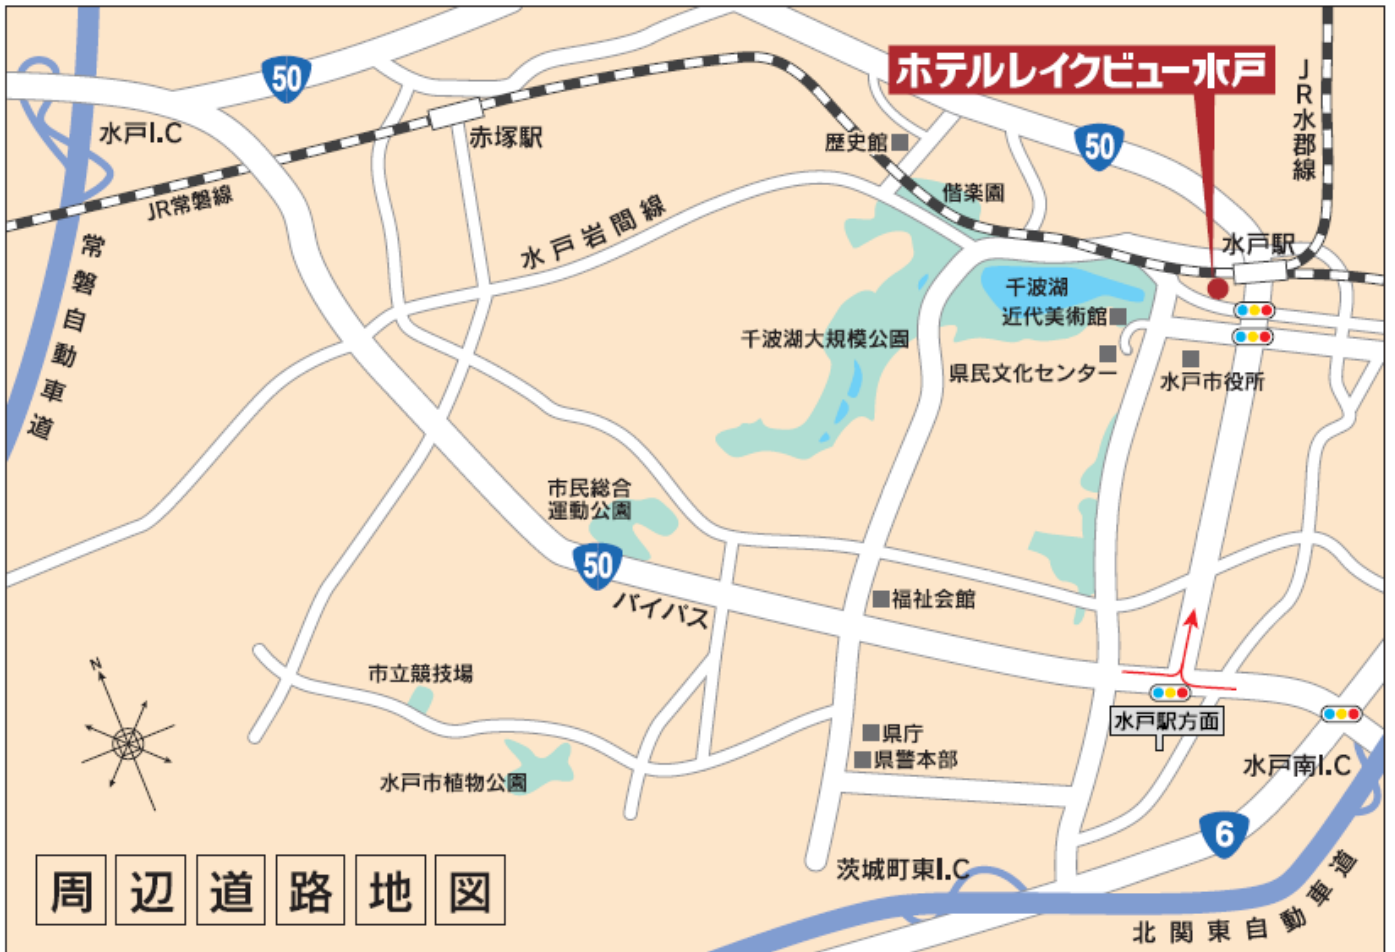 50
ホテルレイクビュー水戸
JR水郡線
水戸I.C
赤塚駅
歴史館
50
JR常磐線
偕楽園
水戸岩間線
水戸駅
常磐自動車道
千波湖
近代美術館
千波湖大規模公園
県民文化センター
水戸市役所
市民総合
運動公園
50
バイパス
福祉会館
市立競技場
N
水戸駅方面
県庁
県警本部
水戸南I.C
水戸市植物公園
6
茨城町東I.C
周辺道路地図
北関東自動車道